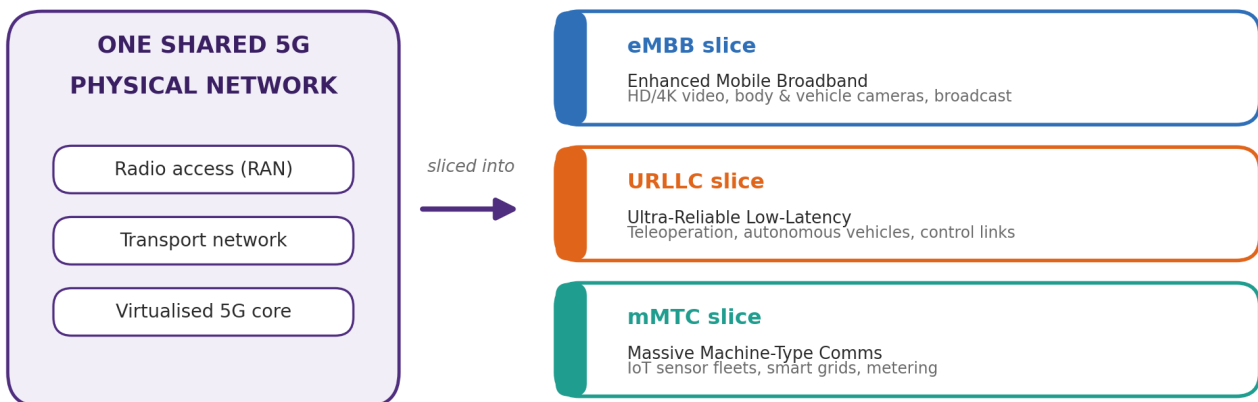 ONE SHARED 5G
PHYSICAL NETWORK
Radio access (RAN)
Transport network
Virtualised 5G core
sliced into
eMBB slice
Enhanced Mobile Broadband
HD/4K video, body & vehicle cameras, broadcast
URLLC slice
Ultra-Reliable Low-Latency
Teleoperation, autonomous vehicles, control links
mMTC slice
Massive Machine-Type Comms
IoT sensor fleets, smart grids, metering